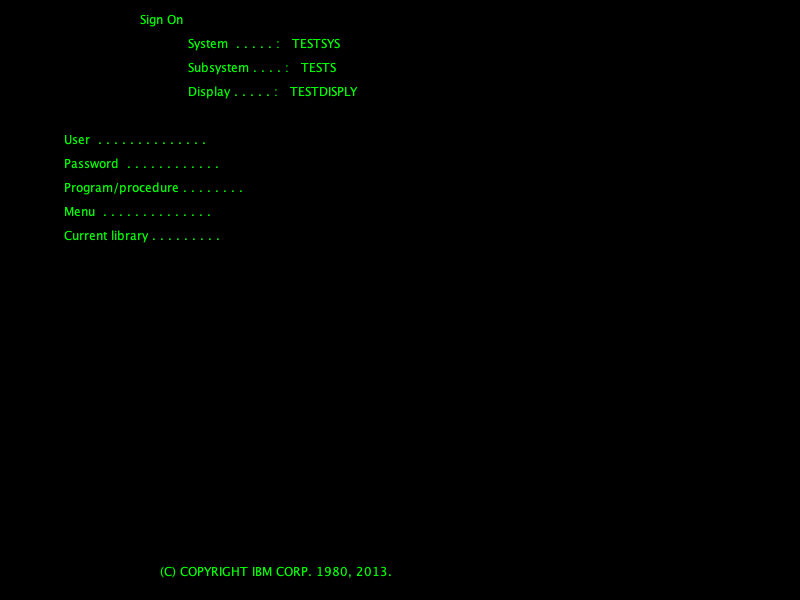 Sign On
System  . . . . . :   TESTSYS
Subsystem . . . . :   TESTS
Display . . . . . :   TESTDISPLY
User  . . . . . . . . . . . . . .
Password  . . . . . . . . . . . .
Program/procedure . . . . . . . .
Menu  . . . . . . . . . . . . . .
Current library . . . . . . . . .
(C) COPYRIGHT IBM CORP. 1980, 2013.